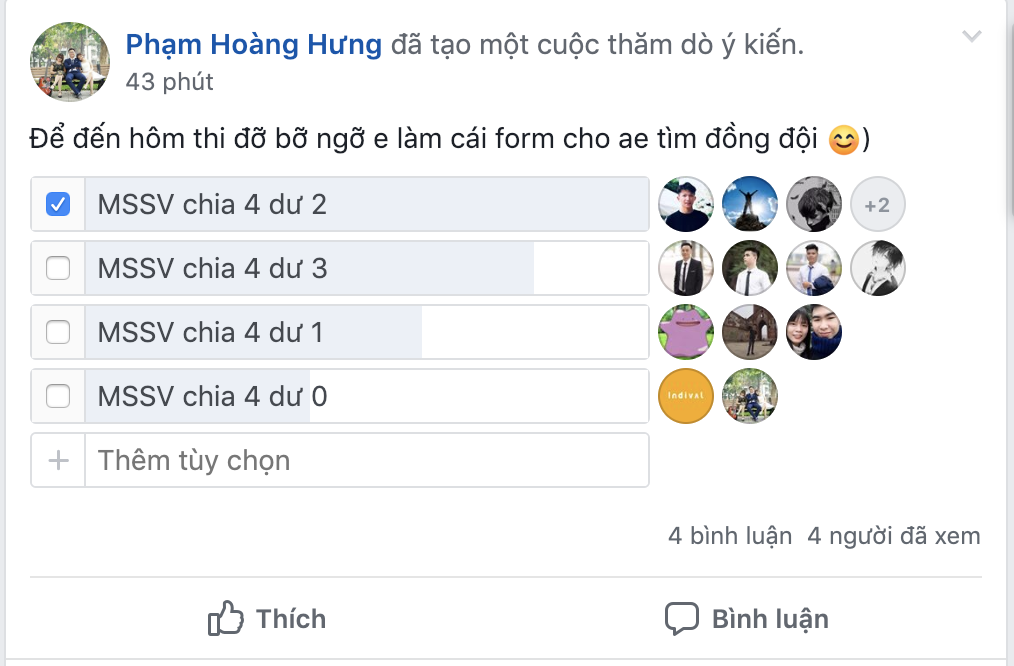 Phạm Hoàng Hưng đã tạo một cuộc thăm dò ý kiến.
43 phút
Để đến hôm thi đỡ bỡ ngỡ e làm cái form cho ae tìm đồng đội 😊)
MSSV chia 4 dư 2
+2
MSSV chia 4 dư 3
MSSV chia 4 dư 1
MSSV chia 4 dư 0
indival
Thêm tùy chọn
4 bình luận 4 người đã xem
Thích
Bình luận